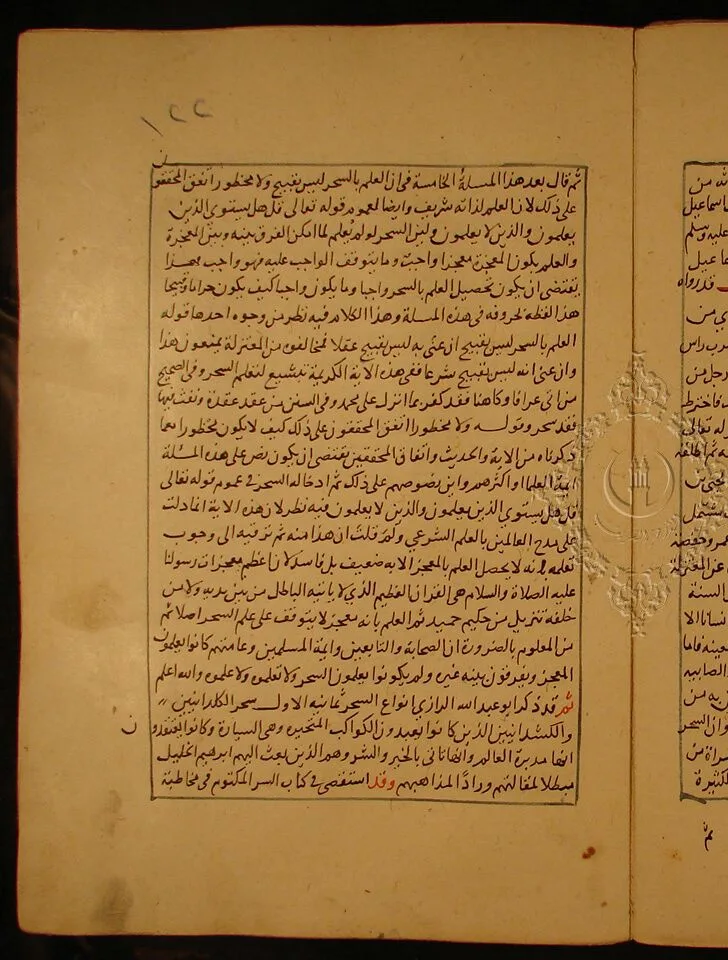 ١٢٢
ثم قال بعد هذا المسلة الخامسة في ان العلم بالسحر ليس بقبيح ولا محظور اتفق المحققون
على ذلك لان العلم لذاته شريف وايضا لعموم قوله تعالى قل هل يستوي الذين
يعلمون والذين لا يعلمون ولان السحر لو لم يُعلم لما امكن الفرق بينه وبين المعجزة
والعلم بكون المعجزة معجزا واجب وما يتوقف الواجب عليه فهو واجب فهذا
يقتضي ان يكون تحصيل العلم بالسحر واجبا وما يكون واجبا كيف يكون حراما وقبيحا
هذا لفظه بحروفه في هذه المسلة وهذا الكلام فيه نظر من وجوه احدها قوله
العلم بالسحر ليس بقبيح ان عنى به ليس بقبيح عقلا فمخالفوه من المعتزلة يمنعون هذا
وان عنى انه ليس بقبيح شرعا ففي هذه الاية الكريمة تبشيع لتعلم السحر وفي الصحيح
من اتى عرافا او كاهنا فقد كفر بما انزل على محمد وفي السنن من عقد عقدة ونفث فيها
فقد سحر وقوله ولا محظورا اتفق المحققون على ذلك كيف لا يكون محظورا مع ما
ذكرناه من الاية والحديث واتفاق المحققين يقتضي ان يكون نص على هذه المسئلة
ايمة العلما او اكثرهم واين نصوصهم على ذلك ثم ادخاله السحر في عموم قوله تعالى
قل هل يستوي الذين يعلمون والذين لا يعلمون فيه نظر لان هذه الاية انما دلت
على مدح العالمين بالعلم الشرعي ولم قلت ان هذا منه ثم ترقيه الى وجوب
تعلمه بانه لا يحصل العلم بالمعجز الا به ضعيف بل فاسد لان اعظم معجزات رسولنا
عليه الصلاة والسلام هي القران العظيم الذي لا ياتيه الباطل من بين يديه ولا من
خلفه تنزيل من حكيم حميد ثم العلم بانه معجز لا يتوقف على علم السحر اصلا ثم
من المعلوم بالضرورة ان الصحابة والتابعين وايمة المسلمين وعامتهم كانوا يعلمون
المعجز ويفرقون بينه وبين غيره ولم يكونوا يعلمون السحر ولا تعلموه ولا علموه والله اعلم
ثم قد ذكر ابو عبد الله الرازي انواع السحر ثمانيه الاول سحر الكلدانيين
والكشدانيين الذين كانوا يعبدون الكواكب المتحيره وهي السيارة وكانوا يعتقدون
انها مدبرة العالم وانها تاتي بالخير والشر وهم الذين بعث اليهم ابرهيم الخليل
مبطلا لمقالتهم ورادا لمذاهبهم وقد استقصى في كتاب السر المكتوم في مخاطبة